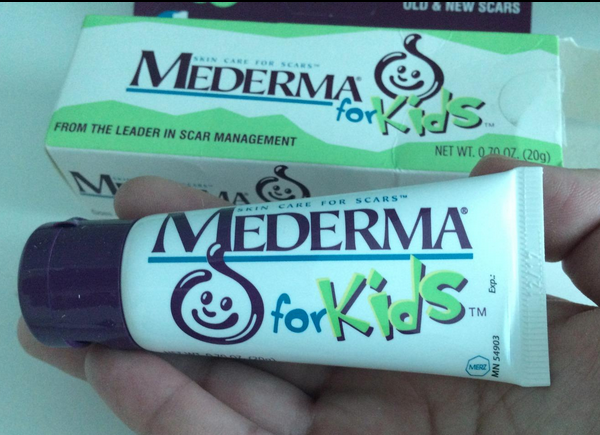 OLD & NEW SCARS
SKIN CARE FOR SCARS™
MEDERMA®
for Kids™
FROM THE LEADER IN SCAR MANAGEMENT
NET WT. 0.70 OZ. (20g)
SKIN CARE FOR SCARS™
MEDERMA®
for Kids™
Exp.:
MERZ
MN 54903